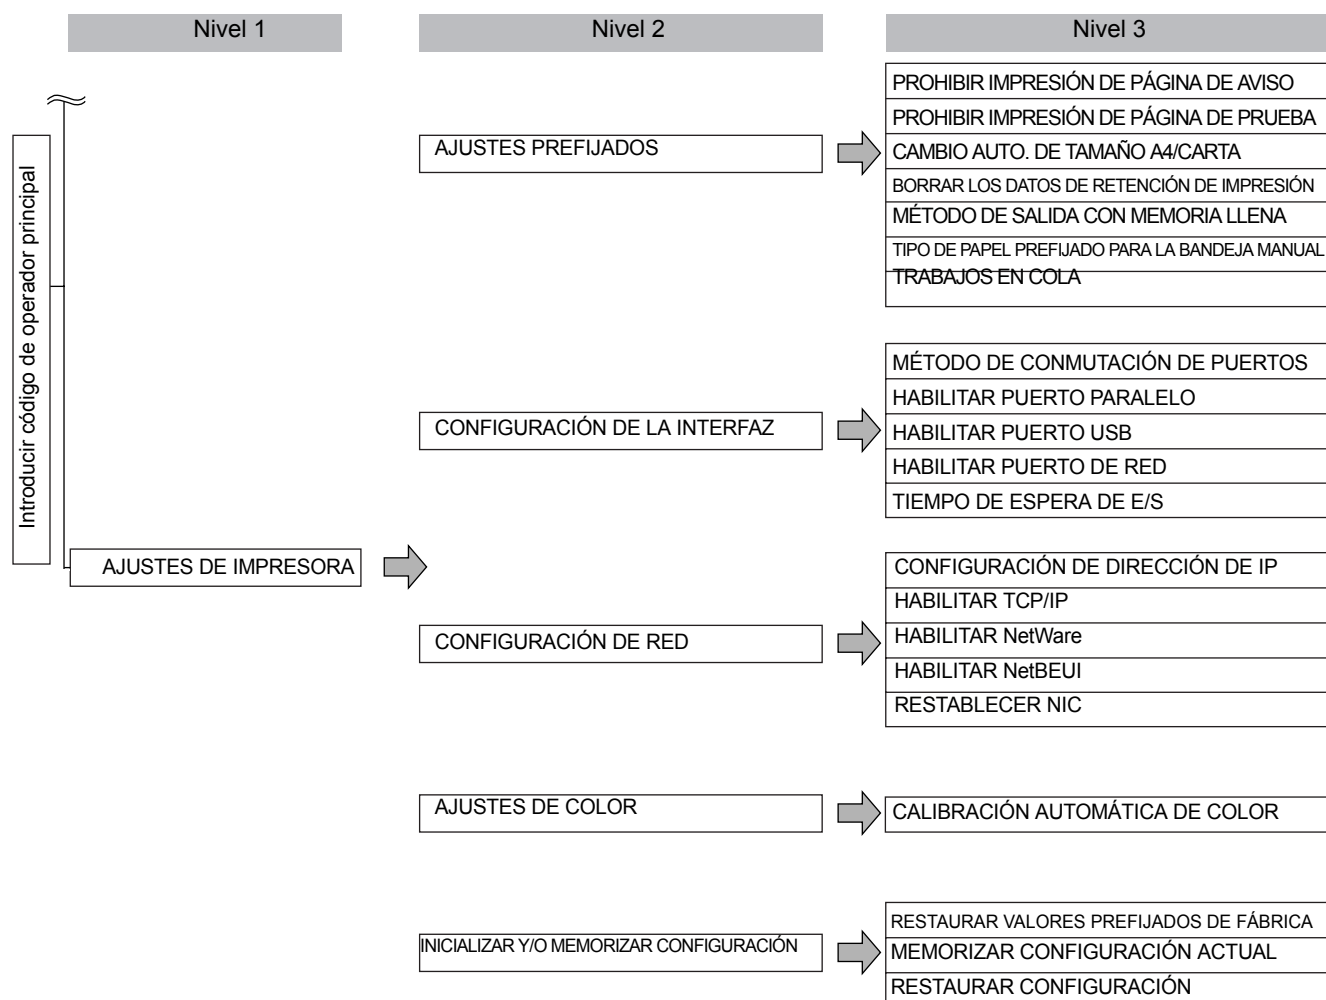 Nivel 1
Nivel 2
Nivel 3
Introducir código de operador principal
AJUSTES DE IMPRESORA
AJUSTES PREFIJADOS
PROHIBIR IMPRESIÓN DE PÁGINA DE AVISO
PROHIBIR IMPRESIÓN DE PÁGINA DE PRUEBA
CAMBIO AUTO. DE TAMAÑO A4/CARTA
BORRAR LOS DATOS DE RETENCIÓN DE IMPRESIÓN
MÉTODO DE SALIDA CON MEMORIA LLENA
TIPO DE PAPEL PREFIJADO PARA LA BANDEJA MANUAL
TRABAJOS EN COLA
CONFIGURACIÓN DE LA INTERFAZ
MÉTODO DE CONMUTACIÓN DE PUERTOS
HABILITAR PUERTO PARALELO
HABILITAR PUERTO USB
HABILITAR PUERTO DE RED
TIEMPO DE ESPERA DE E/S
CONFIGURACIÓN DE RED
CONFIGURACIÓN DE DIRECCIÓN DE IP
HABILITAR TCP/IP
HABILITAR NetWare
HABILITAR NetBEUI
RESTABLECER NIC
AJUSTES DE COLOR
CALIBRACIÓN AUTOMÁTICA DE COLOR
INICIALIZAR Y/O MEMORIZAR CONFIGURACIÓN
RESTAURAR VALORES PREFIJADOS DE FÁBRICA
MEMORIZAR CONFIGURACIÓN ACTUAL
RESTAURAR CONFIGURACIÓN